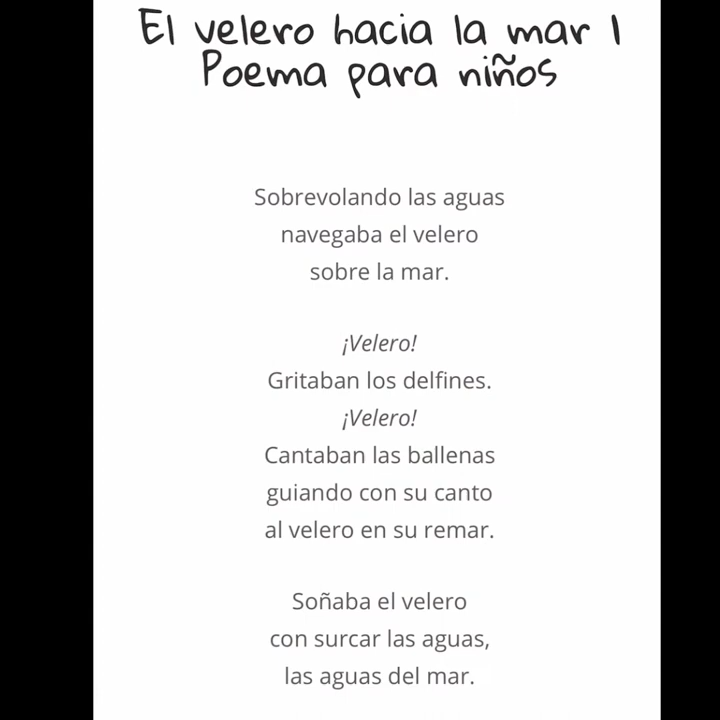 El velero hacia la mar |
Poema para niños
Sobrevolando las aguas
navegaba el velero
sobre la mar.
¡Velero!
Gritaban los delfines.
¡Velero!
Cantaban las ballenas
guiando con su canto
al velero en su remar.
Soñaba el velero
con surcar las aguas,
las aguas del mar.